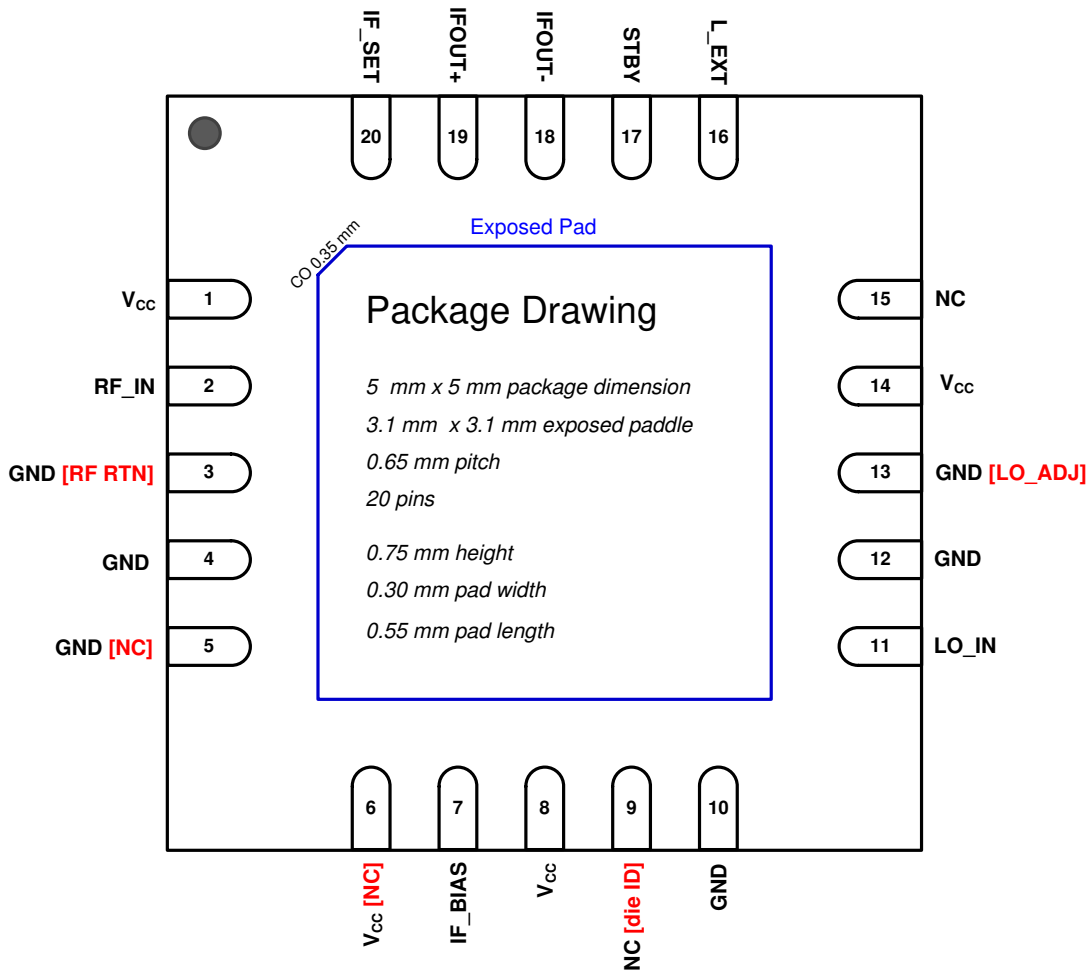 IF_SET
IFOUT+
IFOUT-
STBY
L_EXT
20
19
18
17
16
Exposed Pad
CO 0.35 mm
Package Drawing
5 mm x 5 mm package dimension
3.1 mm x 3.1 mm exposed paddle
0.65 mm pitch
20 pins
0.75 mm height
0.30 mm pad width
0.55 mm pad length
VCC 1
RF_IN 2
GND [RF RTN] 3
GND 4
GND [NC] 5
15 NC
14 VCC
13 GND [LO_ADJ]
12 GND
11 LO_IN
6
7
8
9
10
VCC [NC]
IF_BIAS
VCC
NC [die ID]
GND